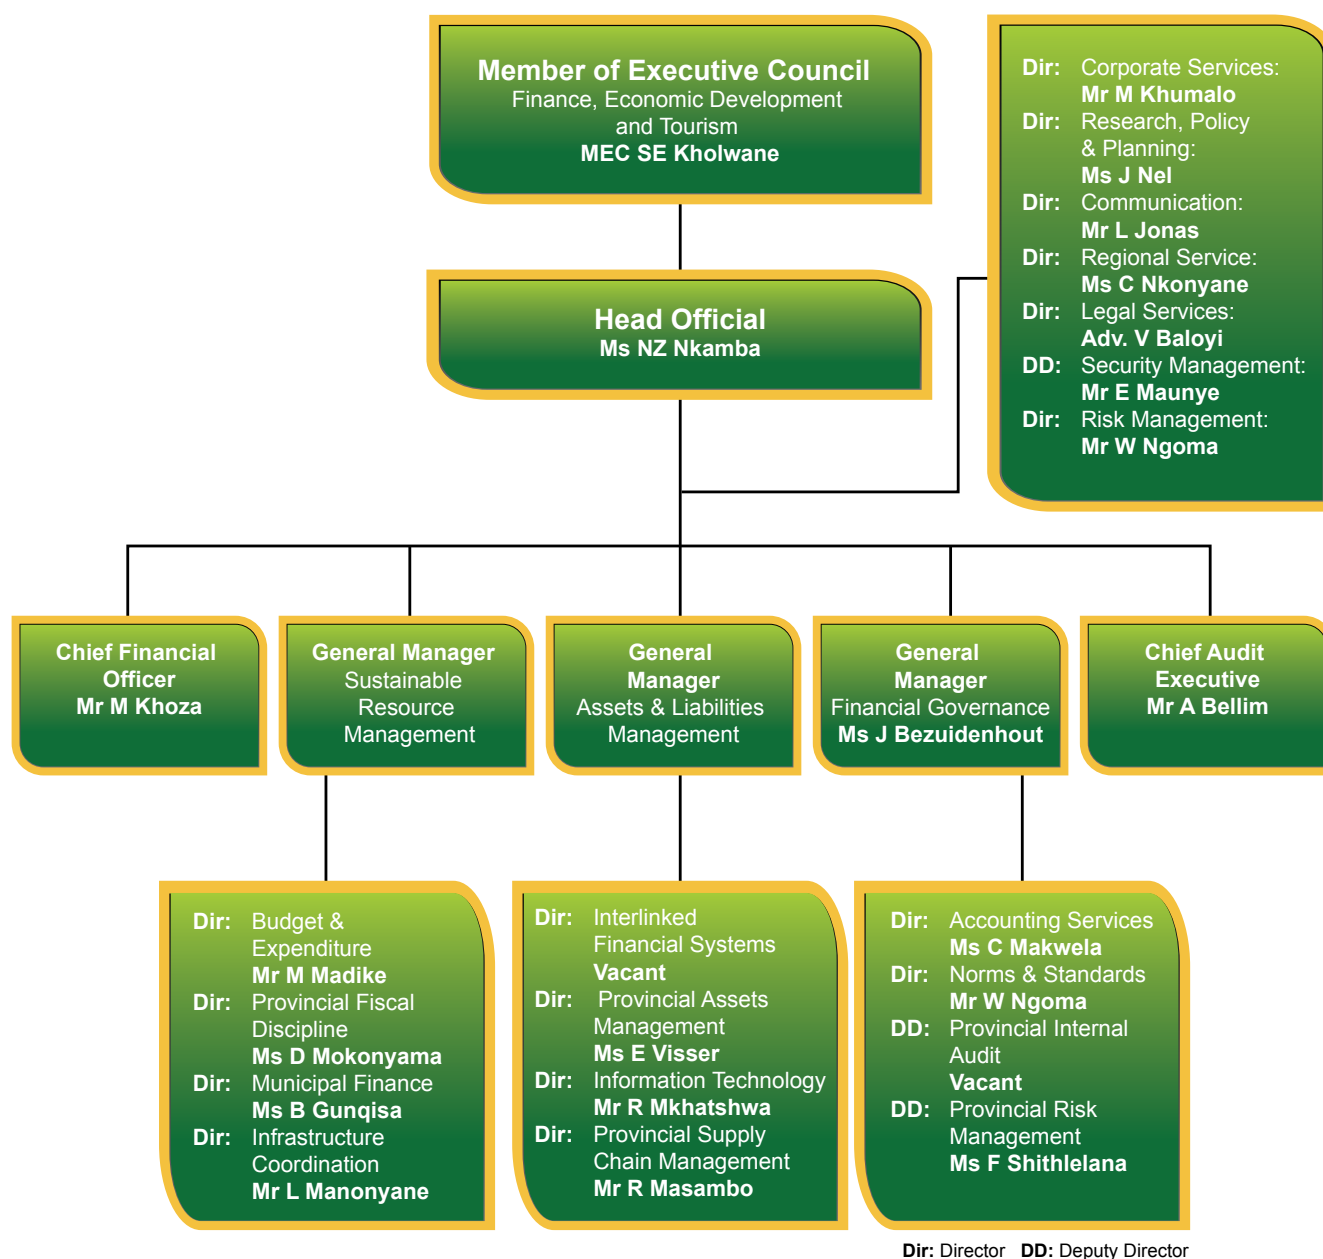 Member of Executive Council
Finance, Economic Development
and Tourism
MEC SE Kholwane
Head Official
Ms NZ Nkamba
Dir: Corporate Services:
Mr M Khumalo
Dir: Research, Policy
& Planning:
Ms J Nel
Dir: Communication:
Mr L Jonas
Dir: Regional Service:
Ms C Nkonyane
Dir: Legal Services:
Adv. V Baloyi
DD: Security Management:
Mr E Maunye
Dir: Risk Management:
Mr W Ngoma
Chief Financial
Officer
Mr M Khoza
General Manager
Sustainable
Resource
Management
General
Manager
Assets & Liabilities
Management
General
Manager
Financial Governance
Ms J Bezuidenhout
Chief Audit
Executive
Mr A Bellim
Dir: Budget &
Expenditure
Mr M Madike
Dir: Provincial Fiscal
Discipline
Ms D Mokonyama
Dir: Municipal Finance
Ms B Gunqisa
Dir: Infrastructure
Coordination
Mr L Manonyane
Dir: Interlinked
Financial Systems
Vacant
Dir: Provincial Assets
Management
Ms E Visser
Dir: Information Technology
Mr R Mkhatshwa
Dir: Provincial Supply
Chain Management
Mr R Masambo
Dir: Accounting Services
Ms C Makwela
Dir: Norms & Standards
Mr W Ngoma
DD: Provincial Internal
Audit
Vacant
DD: Provincial Risk
Management
Ms F Shithlelana
Dir: Director DD: Deputy Director